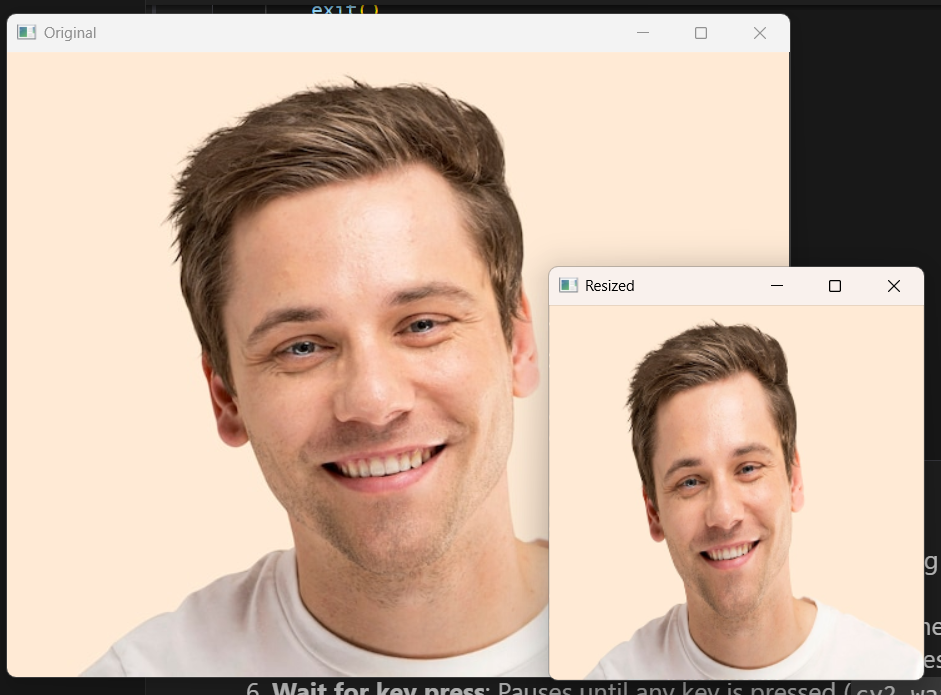 exit()
Original
Resized
g
6. Wait for key press: Pauses until any key is pressed (cv2.wa